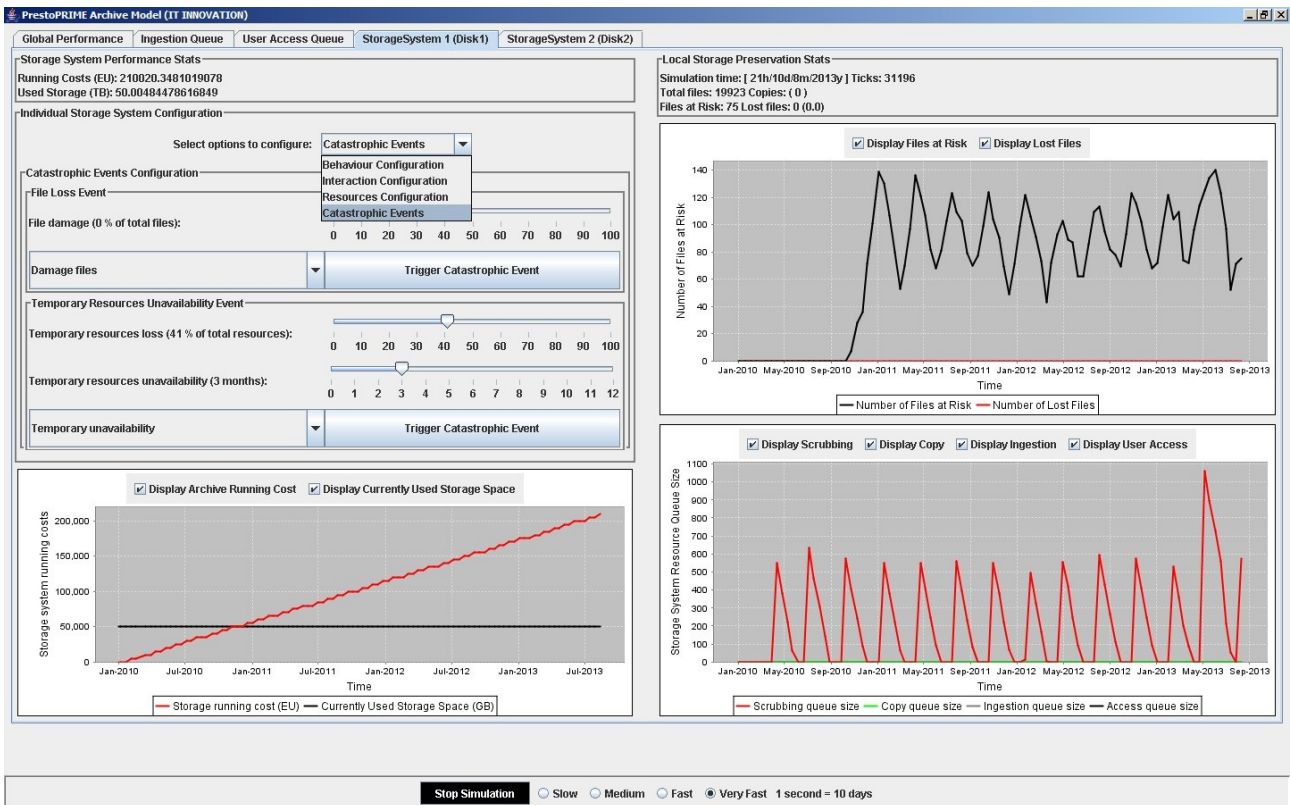 PrestoPRIME Archive Model (IT INNOVATION)
Global Performance Ingestion Queue User Access Queue StorageSystem 1 (Disk1) StorageSystem 2 (Disk2)
Storage System Performance Stats
Running Costs (EU): 210020.3481019078
Used Storage (TB): 50.00484478616849
Individual Storage System Configuration
Select options to configure: Catastrophic Events
Behaviour Configuration
Interaction Configuration
Resources Configuration
Catastrophic Events
Catastrophic Events Configuration
File Loss Event
File damage (0 % of total files):
0 10 20 30 40 50 60 70 80 90 100
Damage files Trigger Catastrophic Event
Temporary Resources Unavailability Event
Temporary resources loss (41 % of total resources):
0 10 20 30 40 50 60 70 80 90 100
Temporary resources unavailability (3 months):
0 1 2 3 4 5 6 7 8 9 10 11 12
Temporary unavailability Trigger Catastrophic Event
Display Archive Running Cost Display Currently Used Storage Space
Storage system running costs
200,000
150,000
100,000
50,000
0
Jan-2010 Jul-2010 Jan-2011 Jul-2011 Jan-2012 Jul-2012 Jan-2013 Jul-2013
Time
Storage running cost (EU) Currently Used Storage Space (GB)
Local Storage Preservation Stats
Simulation time: [ 21h/10d/8m/2013y ] Ticks: 31196
Total files: 19923 Copies: ( 0 )
Files at Risk: 75 Lost files: 0 (0.0)
Display Files at Risk Display Lost Files
Number of Files at Risk
140
120
100
80
60
40
20
0
Jan-2010 May-2010 Sep-2010 Jan-2011 May-2011 Sep-2011 Jan-2012 May-2012 Sep-2012 Jan-2013 May-2013 Sep-2013
Time
Number of Files at Risk Number of Lost Files
Display Scrubbing Display Copy Display Ingestion Display User Access
Storage System Resource Queue Size
1100
1000
900
800
700
600
500
400
300
200
100
0
Jan-2010 May-2010 Sep-2010 Jan-2011 May-2011 Sep-2011 Jan-2012 May-2012 Sep-2012 Jan-2013 May-2013 Sep-2013
Time
Scrubbing queue size Copy queue size Ingestion queue size Access queue size
Stop Simulation Slow Medium Fast Very Fast 1 second = 10 days